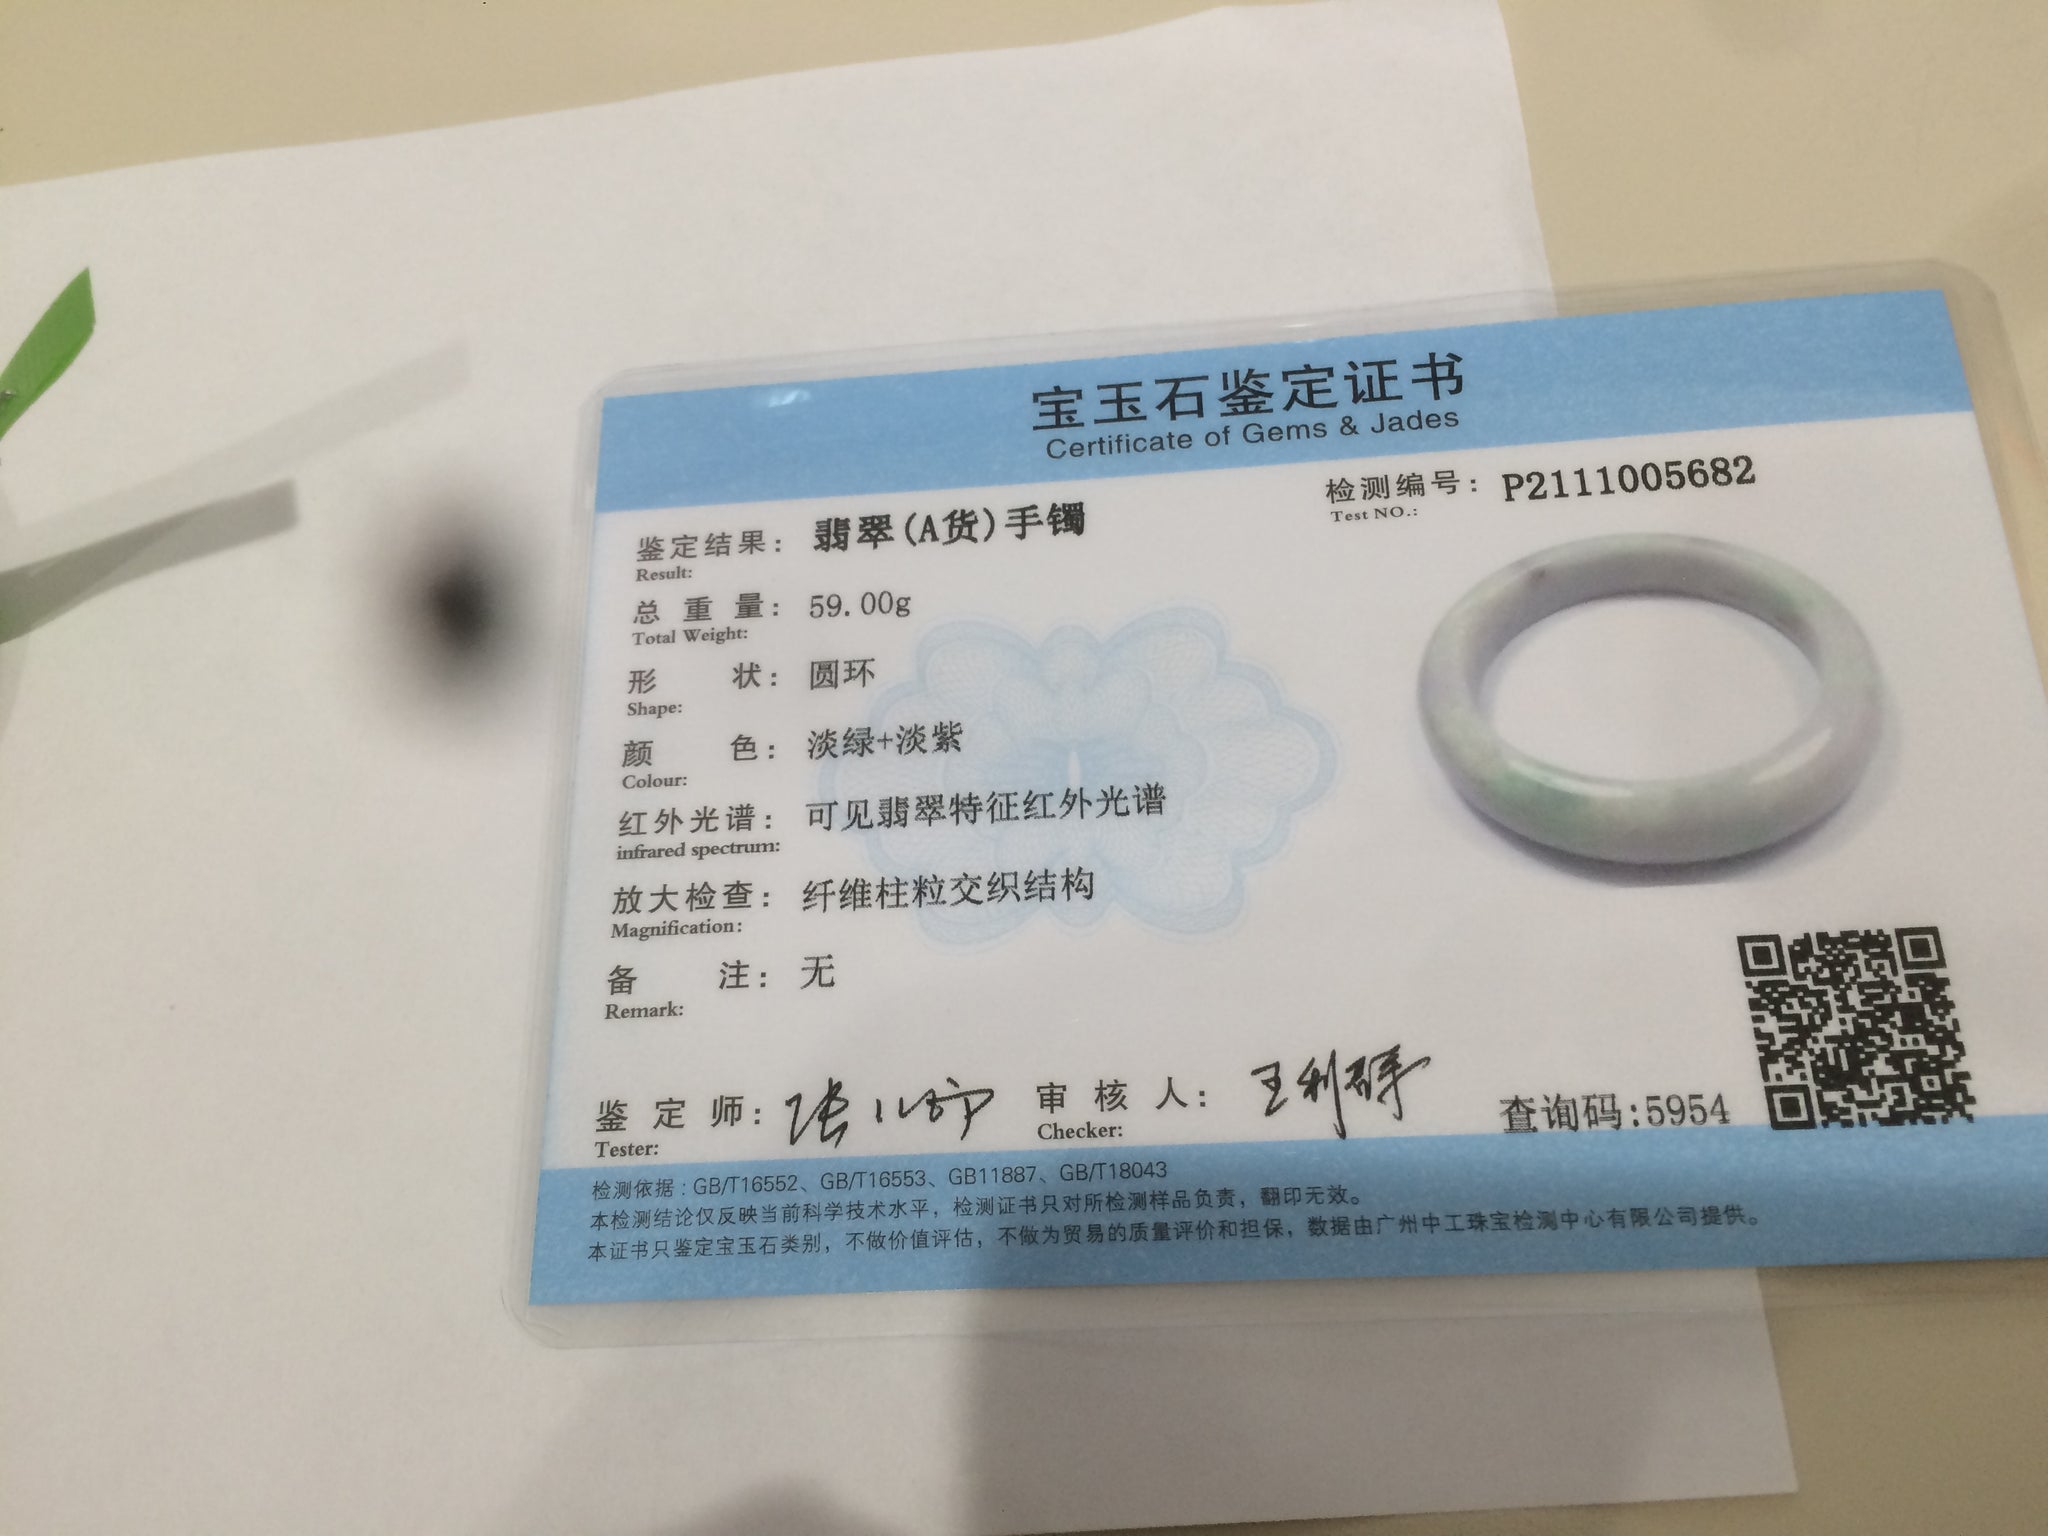 宝玉石鉴定证书
Certificate of Gems & Jades
检测编号: P2111005682
Test NO.:
鉴定结果: 翡翠(A货)手镯
Result:
总重量: 59.00g
Total Weight:
形状: 圆环
Shape:
颜色: 淡绿+淡紫
Colour:
红外光谱: 可见翡翠特征红外光谱
infrared spectrum:
放大检查: 纤维柱粒交织结构
Magnification:
备注: 无
Remark:
鉴定师:
Tester:
审核人:
Checker:
查询码:5954
检测依据:GB/T16552、GB/T16553、GB11887、GB/T18043
本检测结论仅反映当前科学技术水平,检测证书只对所检测样品负责,翻印无效。
本证书只鉴定宝玉石类别,不做价值评估,不做为贸易的质量评价和担保,数据由广州中工珠宝检测中心有限公司提供。